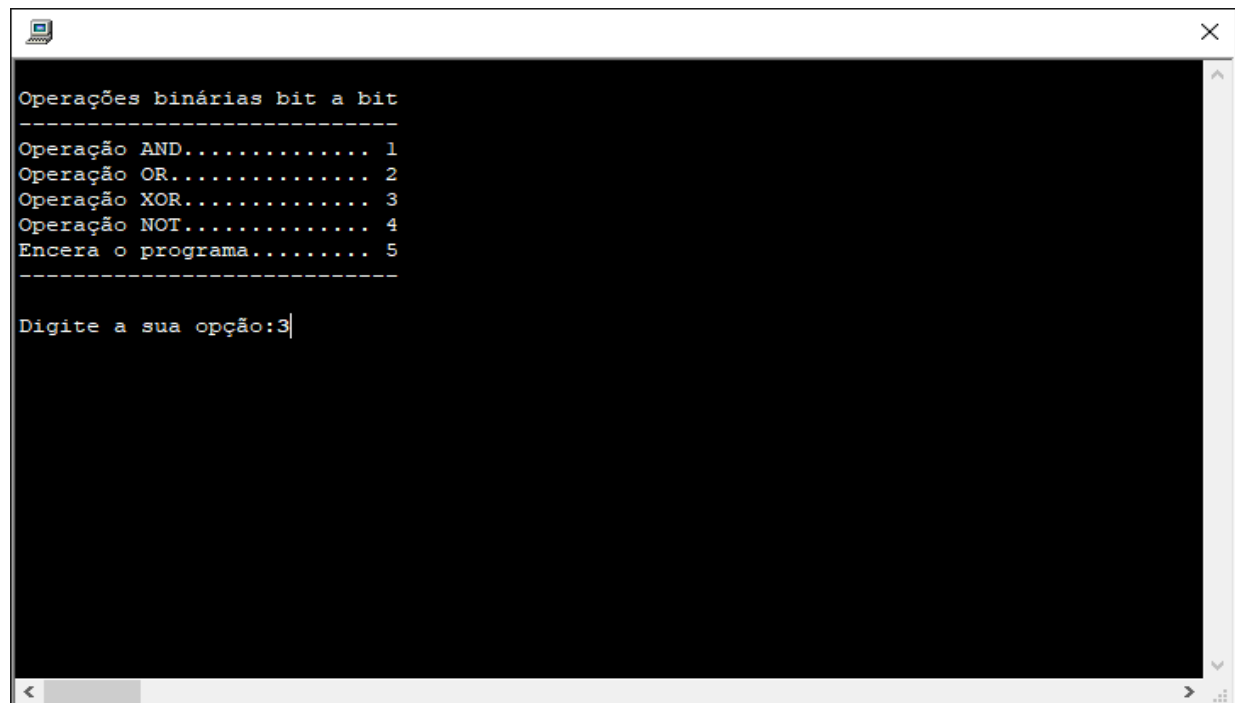 Operações binárias bit a bit
----------------------------
Operação AND.............. 1
Operação OR............... 2
Operação XOR.............. 3
Operação NOT.............. 4
Encera o programa......... 5
----------------------------
Digite a sua opção:3